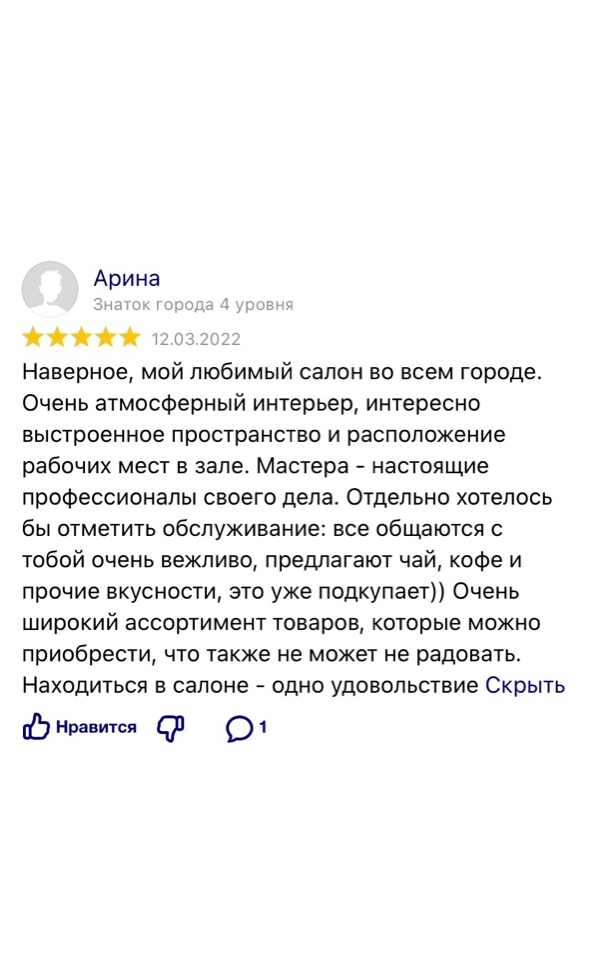 Арина
Знаток города 4 уровня
12.03.2022
Наверное, мой любимый салон во всем городе.
Очень атмосферный интерьер, интересно
выстроенное пространство и расположение
рабочих мест в зале. Мастера - настоящие
профессионалы своего дела. Отдельно хотелось
бы отметить обслуживание: все общаются с
тобой очень вежливо, предлагают чай, кофе и
прочие вкусности, это уже подкупает)) Очень
широкий ассортимент товаров, которые можно
приобрести, что также не может не радовать.
Находиться в салоне - одно удовольствие Скрыть
Нравится 1